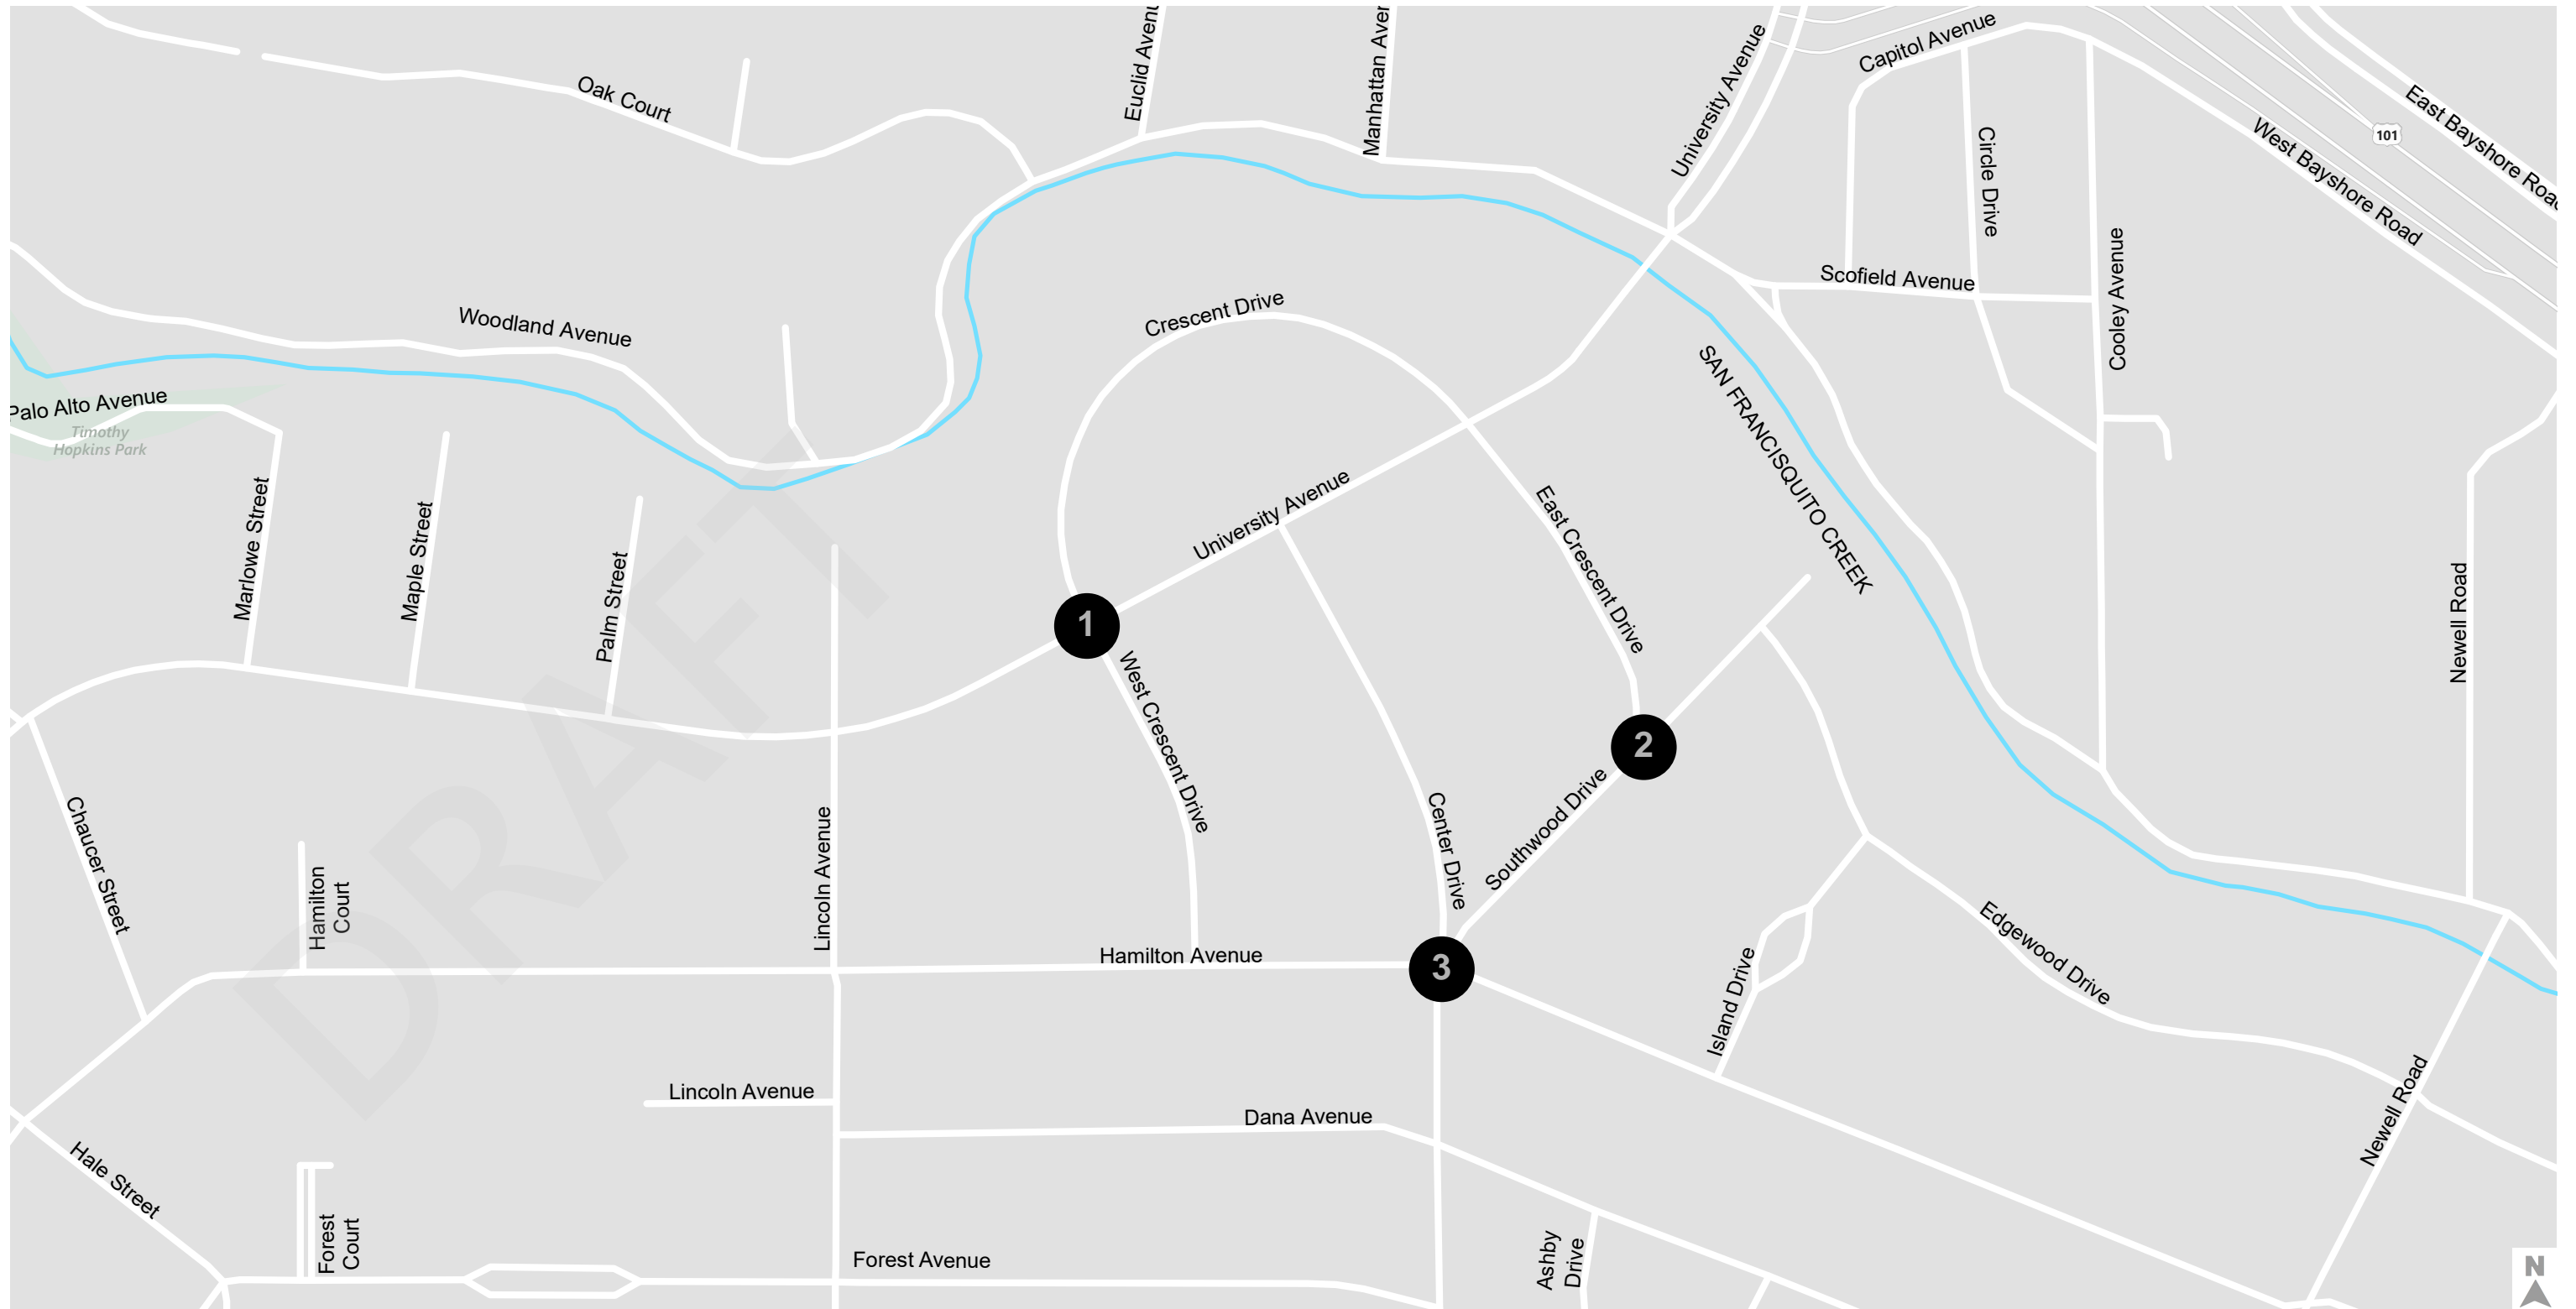 Euclid Avenu
Manhattan Aver
University Avenue
Capitol Avenue
Oak Court
101
East Bayshore Road
West Bayshore Road
Circle Drive
Cooley Avenue
Scofield Avenue
Crescent Drive
Woodland Avenue
Palo Alto Avenue
Timothy
Hopkins Park
SAN FRANCISQUITO CREEK
Marlowe Street
Maple Street
Palm Street
University Avenue
East Crescent Drive
Newell Road
1
West Crescent Drive
2
Southwood Drive
Center Drive
Chaucer Street
Hamilton
Court
Lincoln Avenue
Hamilton Avenue
3
Island Drive
Edgewood Drive
Lincoln Avenue
Dana Avenue
Newell Road
Hale Street
Forest
Court
Forest Avenue
Ashby
Drive
N
DRAFT